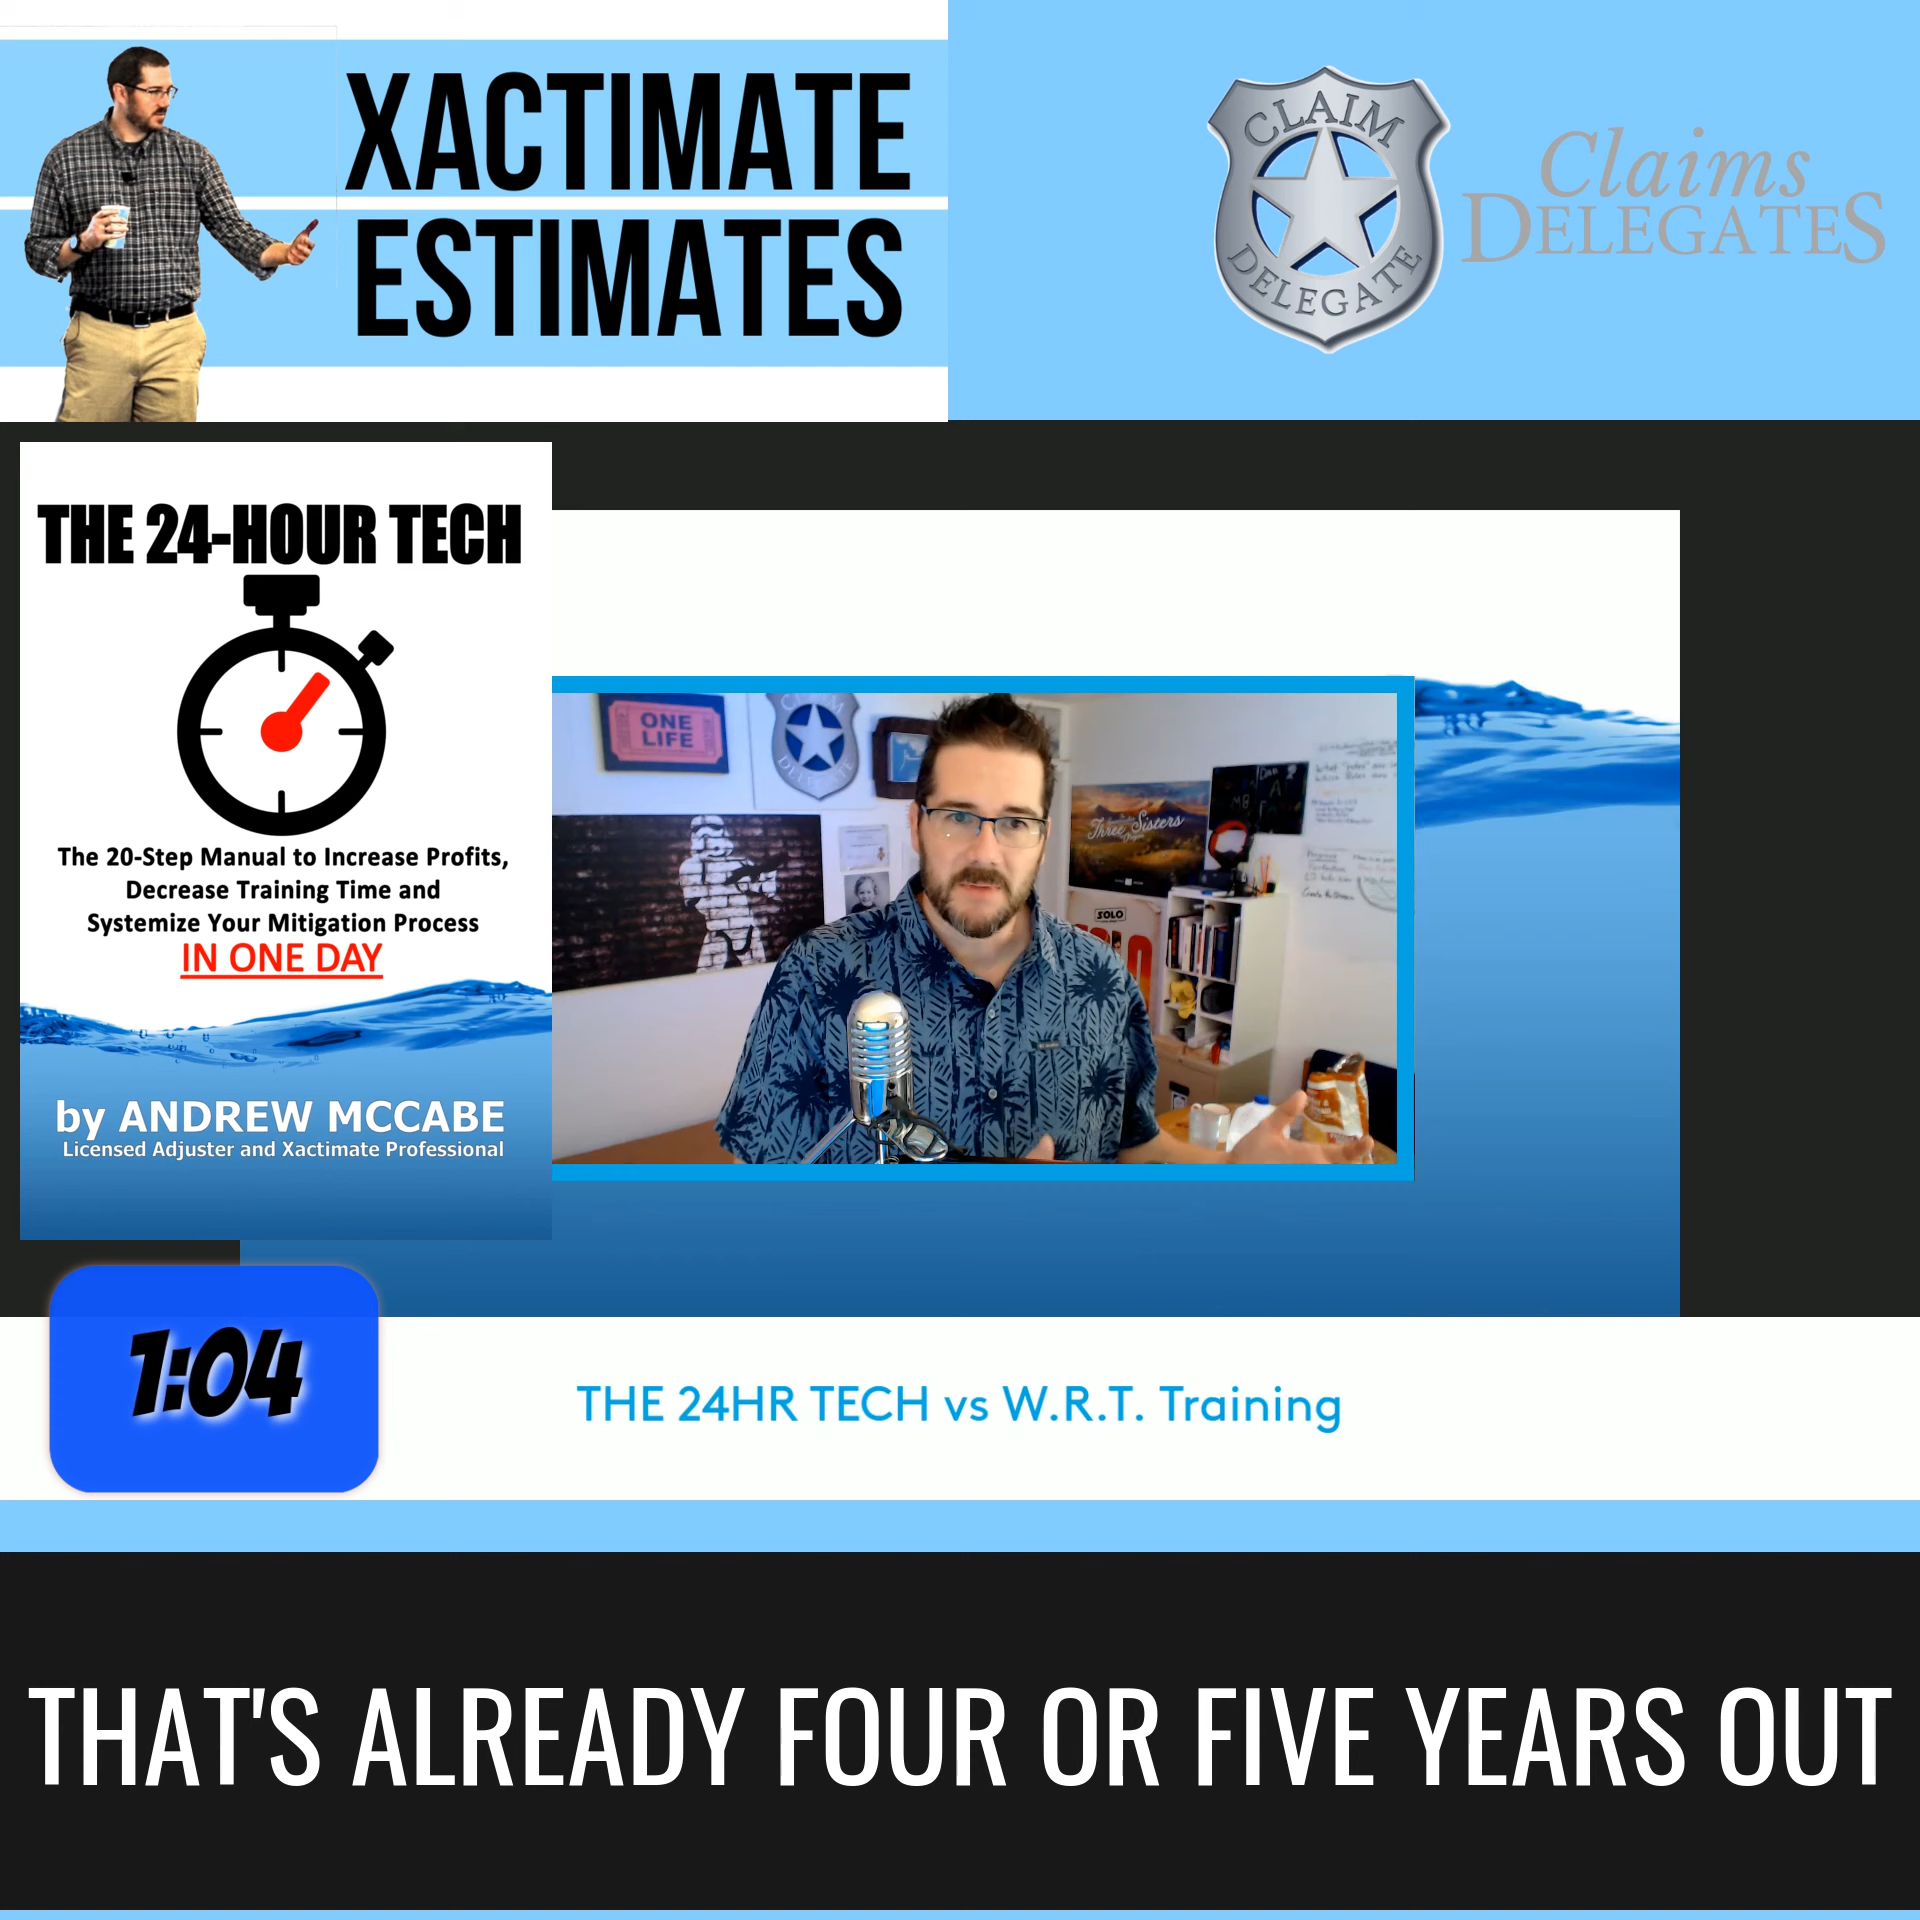 XACTIMATE
ESTIMATES
CLAIM
DELEGATE
Claims
DELEGATES
THE 24-HOUR TECH
The 20-Step Manual to Increase Profits,
Decrease Training Time and
Systemize Your Mitigation Process
IN ONE DAY
by ANDREW MCCABE
Licensed Adjuster and Xactimate Professional
ONE
LIFE
CLAIM
DELEGATE
Three Sisters
SOLO
1:04
THE 24HR TECH vs W.R.T. Training
THAT'S ALREADY FOUR OR FIVE YEARS OUT